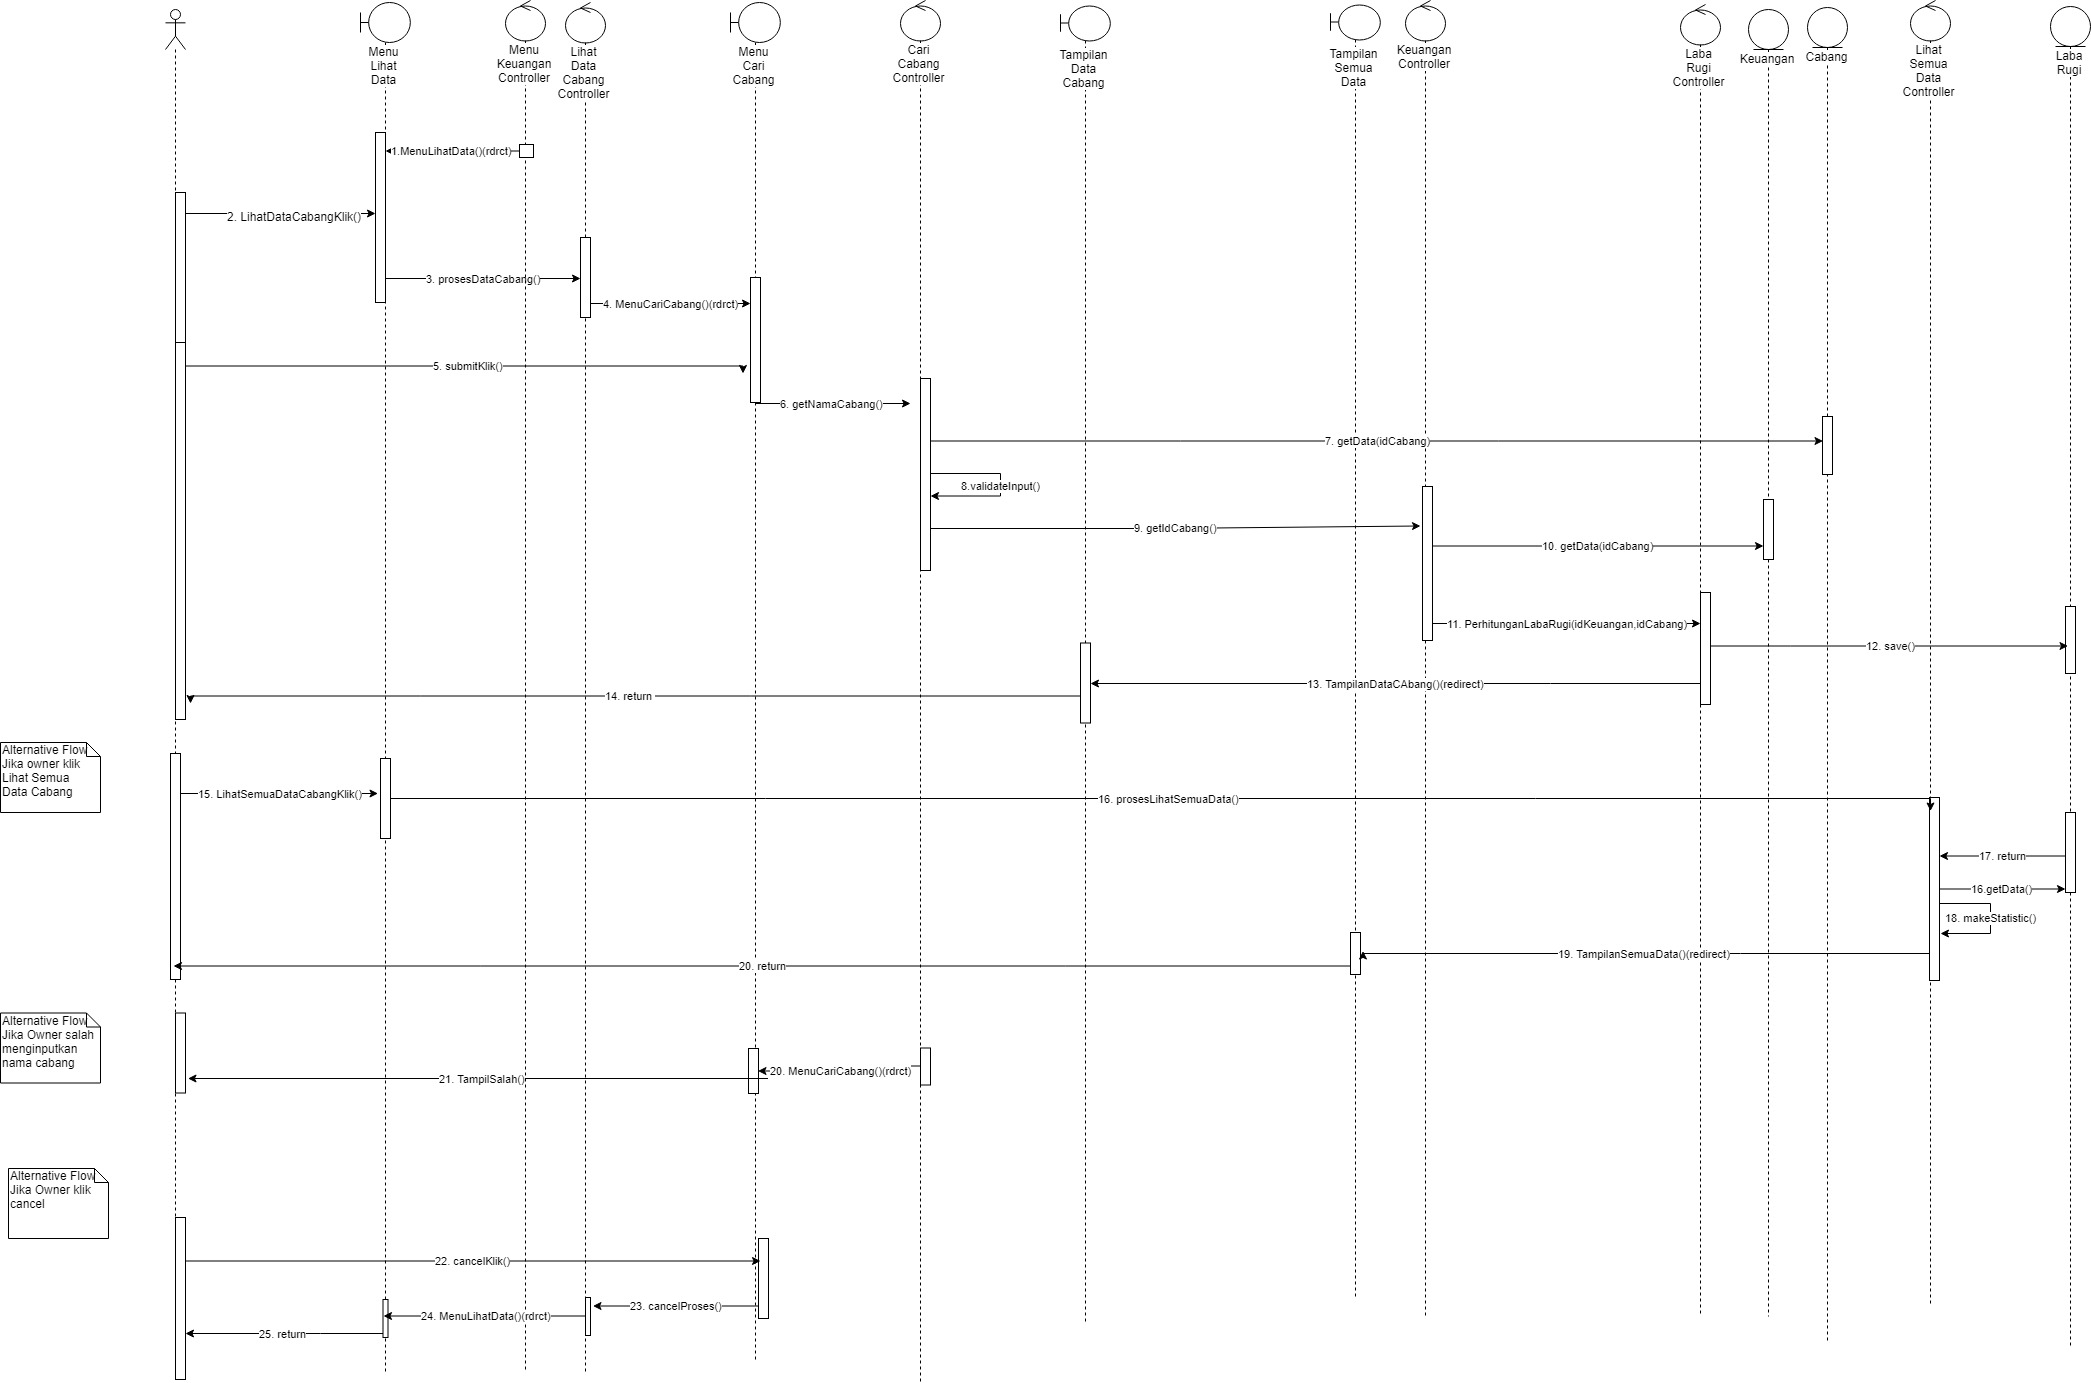 Menu
Lihat
Data
Menu
Keuangan
Controller
Lihat
Data
Cabang
Controller
Menu
Cari
Cabang
Cari
Cabang
Controller
Tampilan
Data
Cabang
Tampilan
Semua
Data
Keuangan
Controller
Laba
Rugi
Controller
Keuangan
Cabang
Lihat
Semua
Data
Controller
Laba
Rugi
1.MenuLihatData()(rdrct)
2. LihatDataCabangKlik()
3. prosesDataCabang()
4. MenuCariCabang()(rdrct)
5. submitKlik()
6. getNamaCabang()
7. getData(idCabang)
8.validateInput()
9. getIdCabang()
10. getData(idCabang)
11. PerhitunganLabaRugi(idKeuangan,idCabang)
12. save()
13. TampilanDataCAbang()(redirect)
14. return
Alternative Flow
Jika owner klik
Lihat Semua
Data Cabang
15. LihatSemuaDataCabangKlik()
16. prosesLihatSemuaData()
17. return
16.getData()
18. makeStatistic()
19. TampilanSemuaData()(redirect)
20. return
Alternative Flow
Jika Owner salah
menginputkan
nama cabang
20. MenuCariCabang()(rdrct)
21. TampilSalah()
Alternative Flow
Jika Owner klik
cancel
22. cancelKlik()
23. cancelProses()
24. MenuLihatData()(rdrct)
25. return